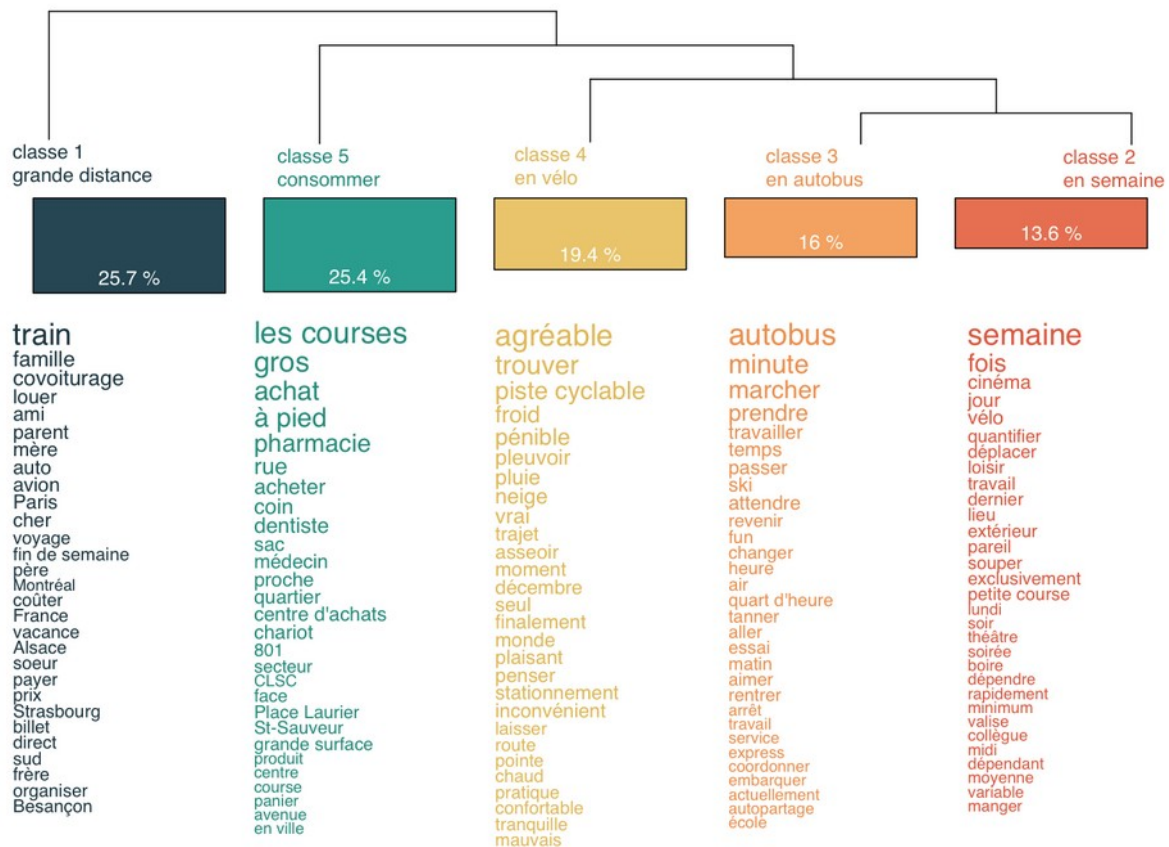 classe 1
grande distance
25.7 %
train
famille
covoiturage
louer
ami
parent
mère
auto
avion
Paris
cher
voyage
fin de semaine
père
Montréal
coûter
France
vacance
Alsace
soeur
payer
prix
Strasbourg
billet
direct
sud
frère
organiser
Besançon
classe 5
consommer
25.4 %
les courses
gros
achat
à pied
pharmacie
rue
acheter
coin
dentiste
sac
médecin
proche
quartier
centre d'achats
chariot
801
secteur
CLSC
face
Place Laurier
St-Sauveur
grande surface
produit
centre
course
panier
avenue
en ville
classe 4
en vélo
19.4 %
agréable
trouver
piste cyclable
froid
pénible
pleuvoir
pluie
neige
vrai
trajet
asseoir
moment
décembre
seul
finalement
monde
plaisant
penser
stationnement
inconvénient
laisser
route
pointe
chaud
pratique
confortable
tranquille
mauvais
classe 3
en autobus
16 %
autobus
minute
marcher
prendre
travailler
temps
passer
ski
attendre
revenir
fun
changer
heure
air
quart d'heure
tanner
aller
essai
matin
aimer
rentrer
arrêt
travail
service
express
coordonner
embarquer
actuellement
autopartage
école
classe 2
en semaine
13.6 %
semaine
fois
cinéma
jour
vélo
quantifier
déplacer
loisir
travail
dernier
lieu
extérieur
pareil
souper
exclusivement
petite course
lundi
soir
théâtre
soirée
boire
dépendre
rapidement
minimum
valise
collègue
midi
dépendant
moyenne
variable
manger